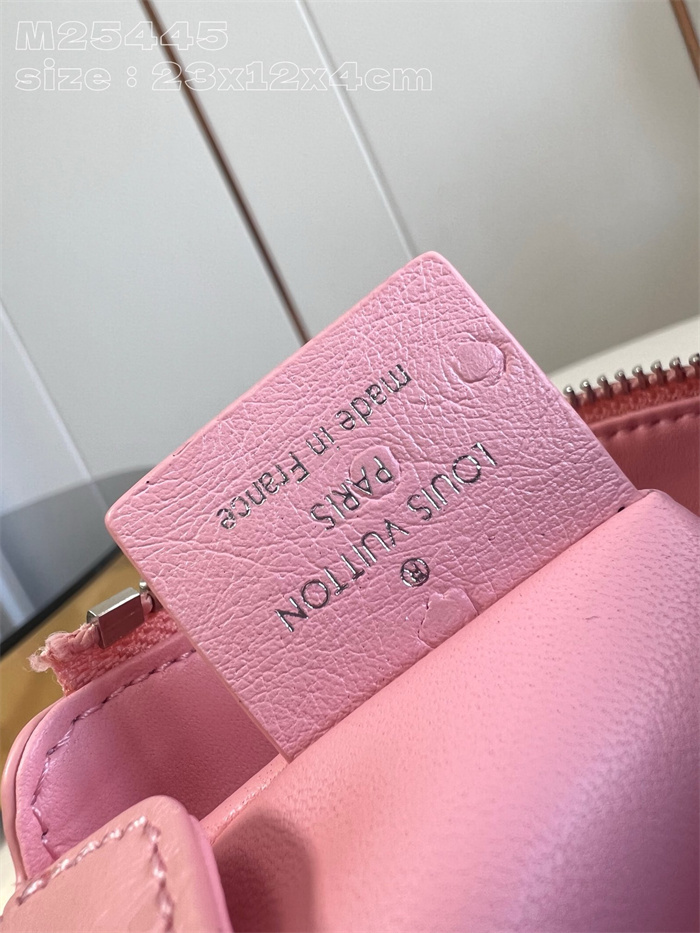 M25445
size : 23x12x4cm
LOUIS VUITTON
®
PARIS
made in France